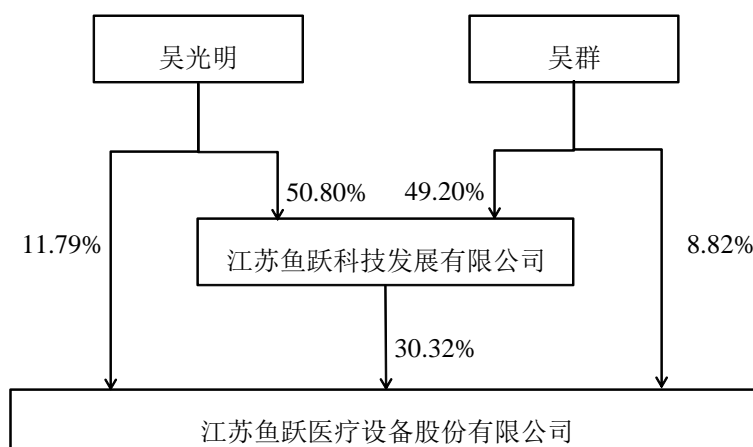 吴光明
吴群
50.80%
49.20%
11.79%
江苏鱼跃科技发展有限公司
8.82%
30.32%
江苏鱼跃医疗设备股份有限公司